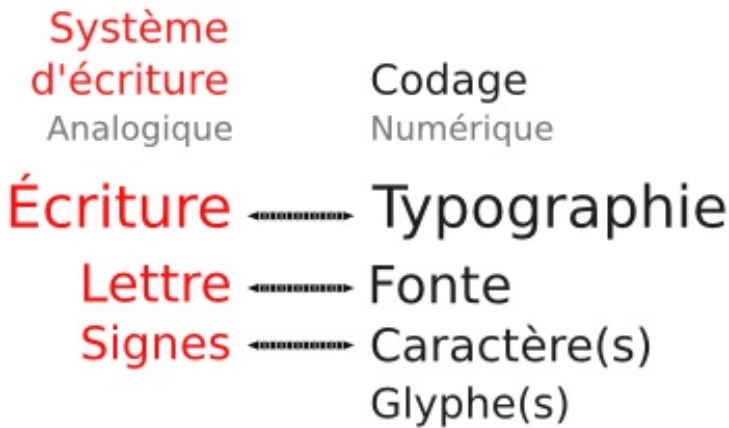 Système
d'écriture Codage
Analogique Numérique
Écriture Typographie
Lettre Fonte
Signes Caractère(s)
Glyphe(s)